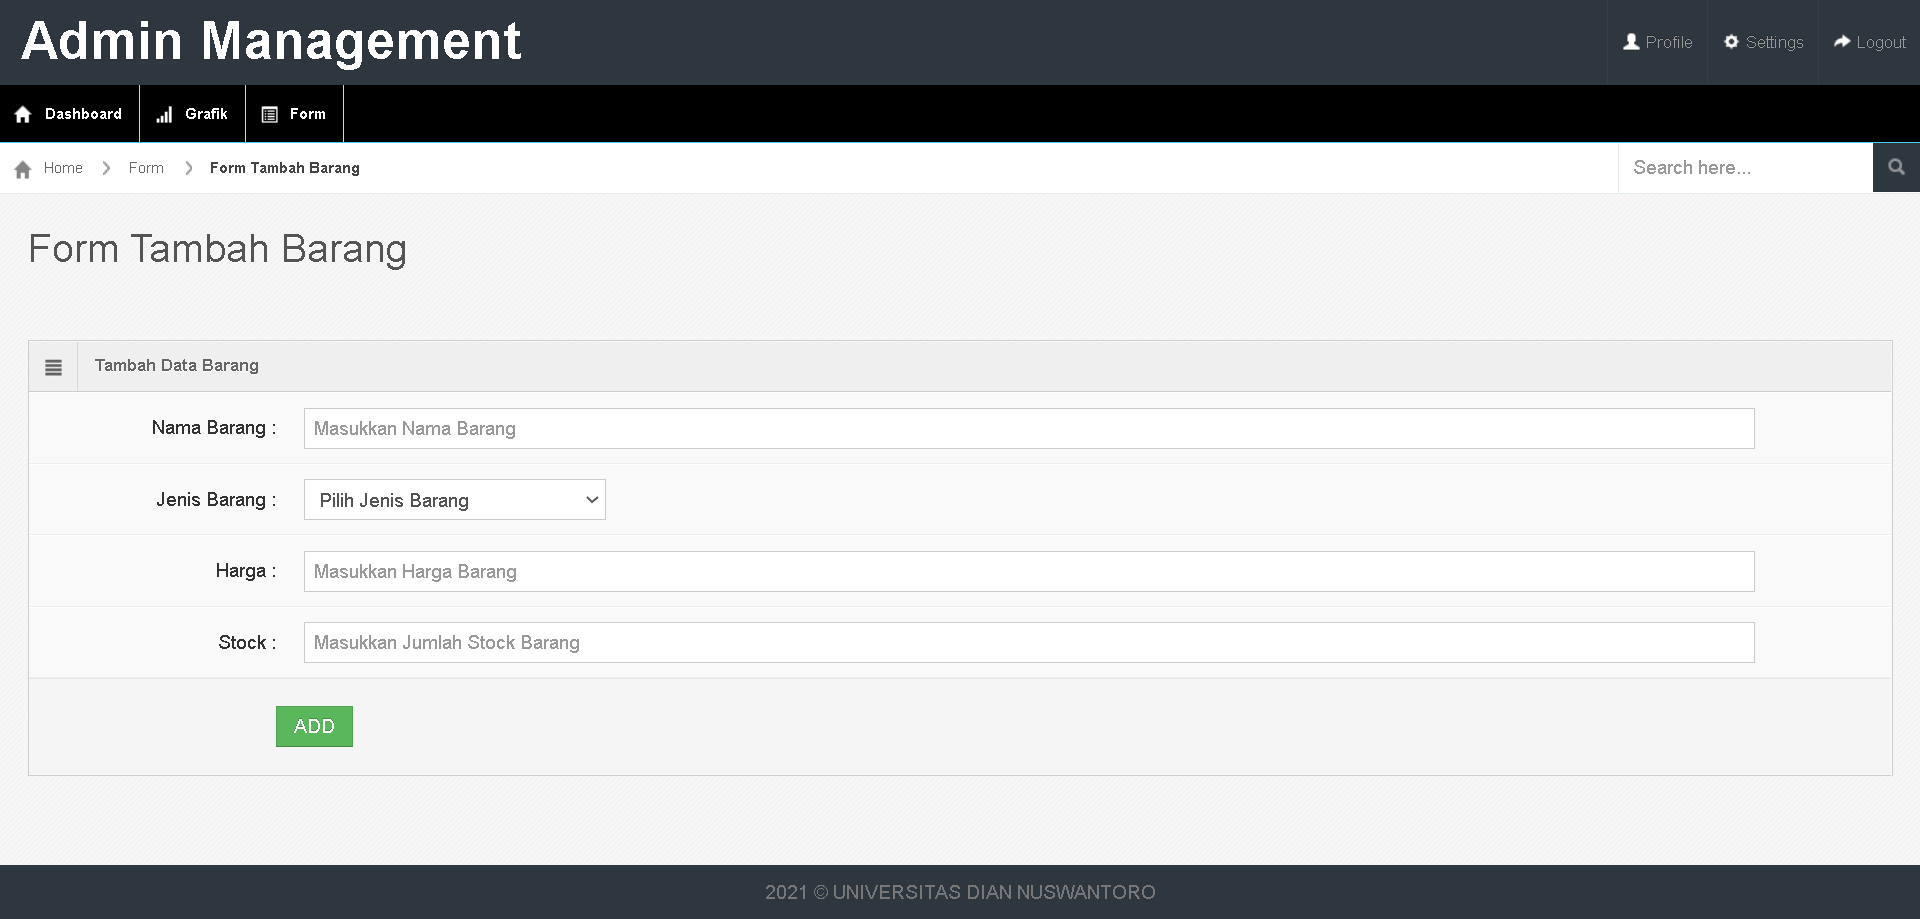 Admin Management
Profile Settings Logout
Dashboard Grafik Form
Home Form Form Tambah Barang
Search here...
Form Tambah Barang
Tambah Data Barang
Nama Barang : Masukkan Nama Barang
Jenis Barang : Pilih Jenis Barang
Harga : Masukkan Harga Barang
Stock : Masukkan Jumlah Stock Barang
ADD
2021 © UNIVERSITAS DIAN NUSWANTORO